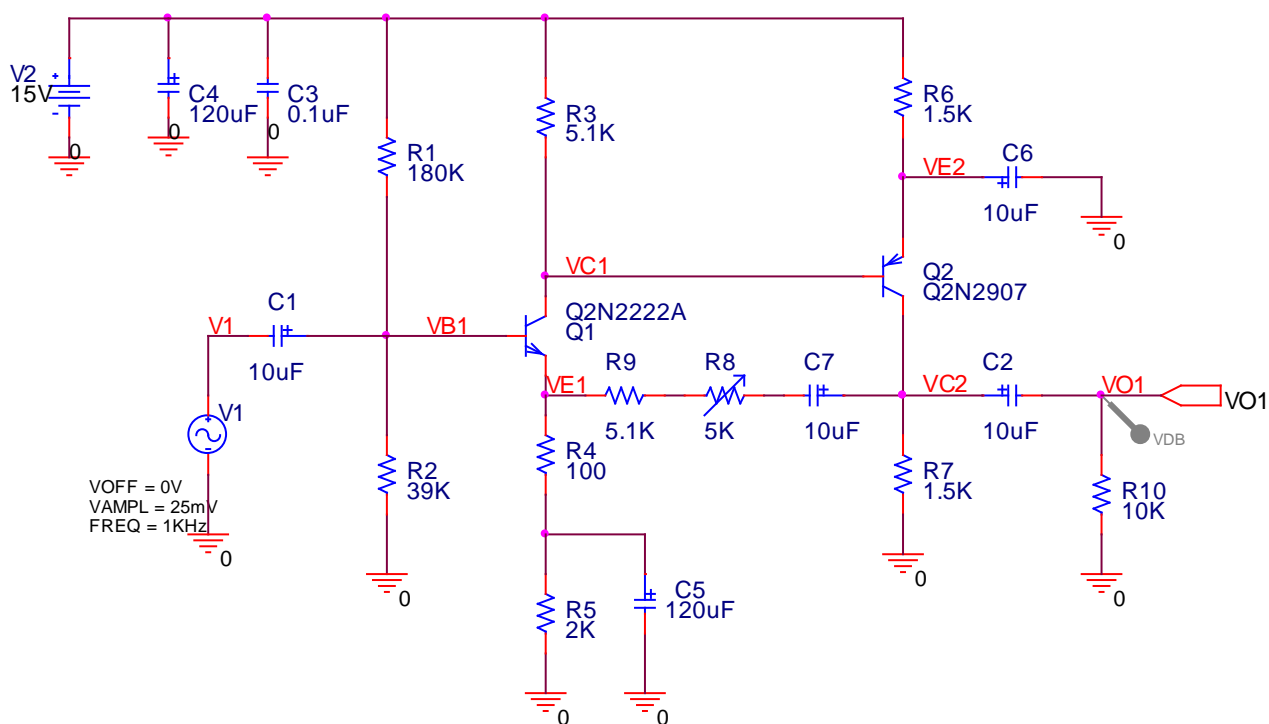 V2
15V
0
C4
120uF
0
C3
0.1uF
0
R1
180K
R3
5.1K
R6
1.5K
VE2
C6
10uF
0
VC1
Q2
Q2N2907
C1
V1
10uF
VB1
Q2N2222A
Q1
VE1
R9
5.1K
R8
5K
C7
10uF
VC2
C2
10uF
VO1
VO1
VDB
V1
VOFF = 0V
VAMPL = 25mV
FREQ = 1KHz
0
R2
39K
0
R4
100
R7
1.5K
0
R10
10K
0
R5
2K
0
C5
120uF
0